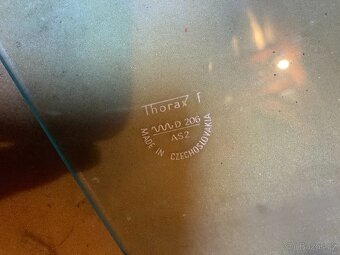 Thorax T
D 206
AS2
MADE IN CZECHOSLOVAKIA